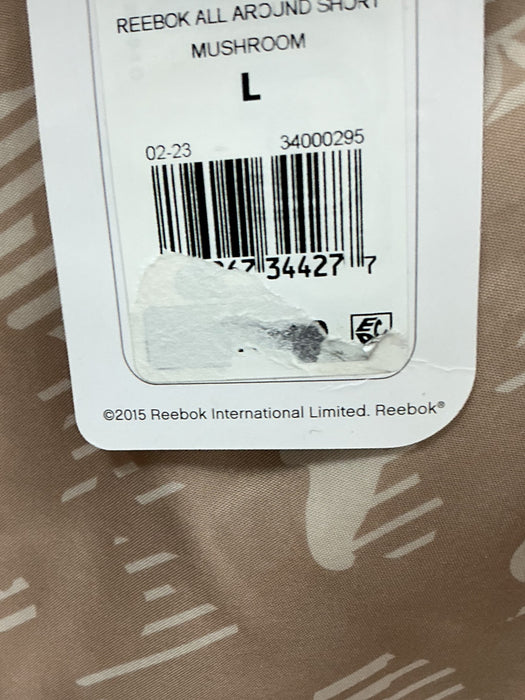 REEBOK ALL AROUND SHORT
MUSHROOM
L
02-23 34000295
34427 7
©2015 Reebok International Limited. Reebok®